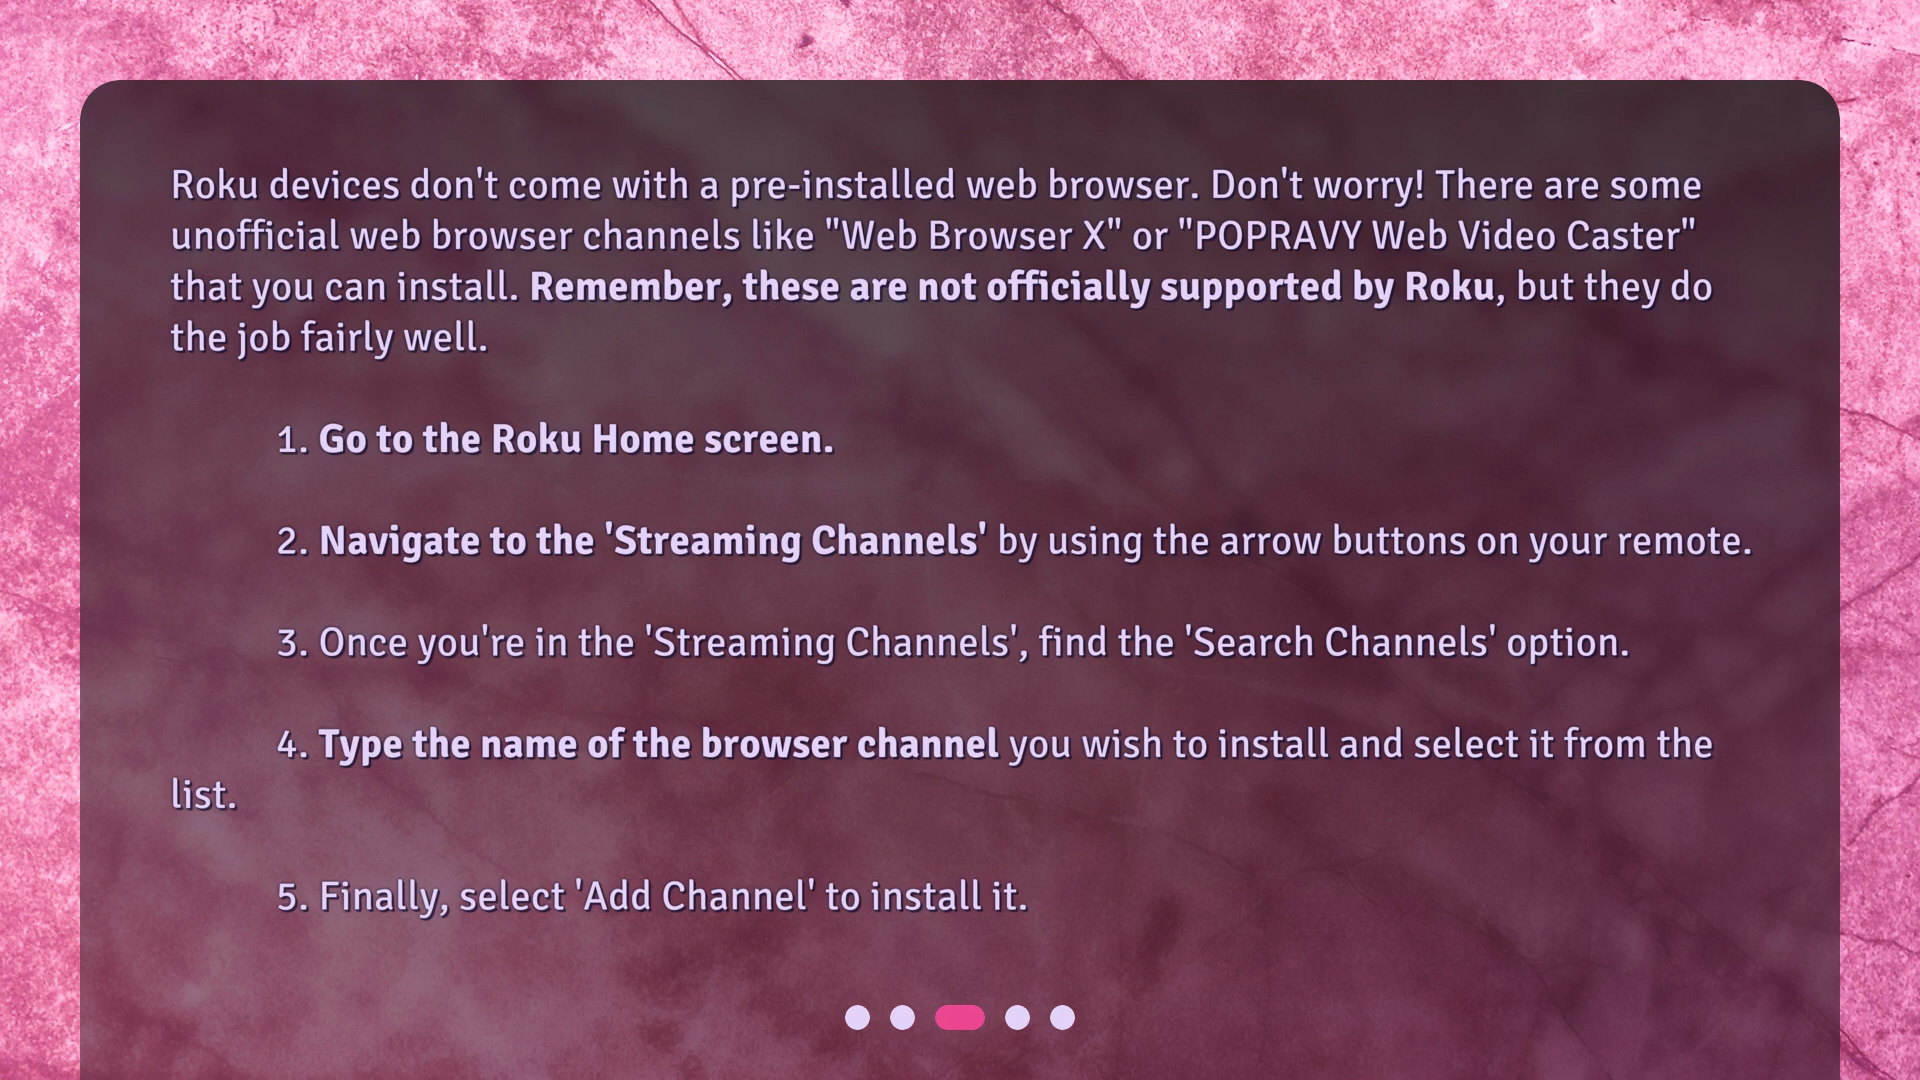 Roku devices don't come with a pre-installed web browser. Don't worry! There are some
unofficial web browser channels like "Web Browser X" or "POPRAVY Web Video Caster"
that you can install. Remember, these are not officially supported by Roku, but they do
the job fairly well.
1. Go to the Roku Home screen.
2. Navigate to the 'Streaming Channels' by using the arrow buttons on your remote.
3. Once you're in the 'Streaming Channels', find the 'Search Channels' option.
4. Type the name of the browser channel you wish to install and select it from the
list.
5. Finally, select 'Add Channel' to install it.